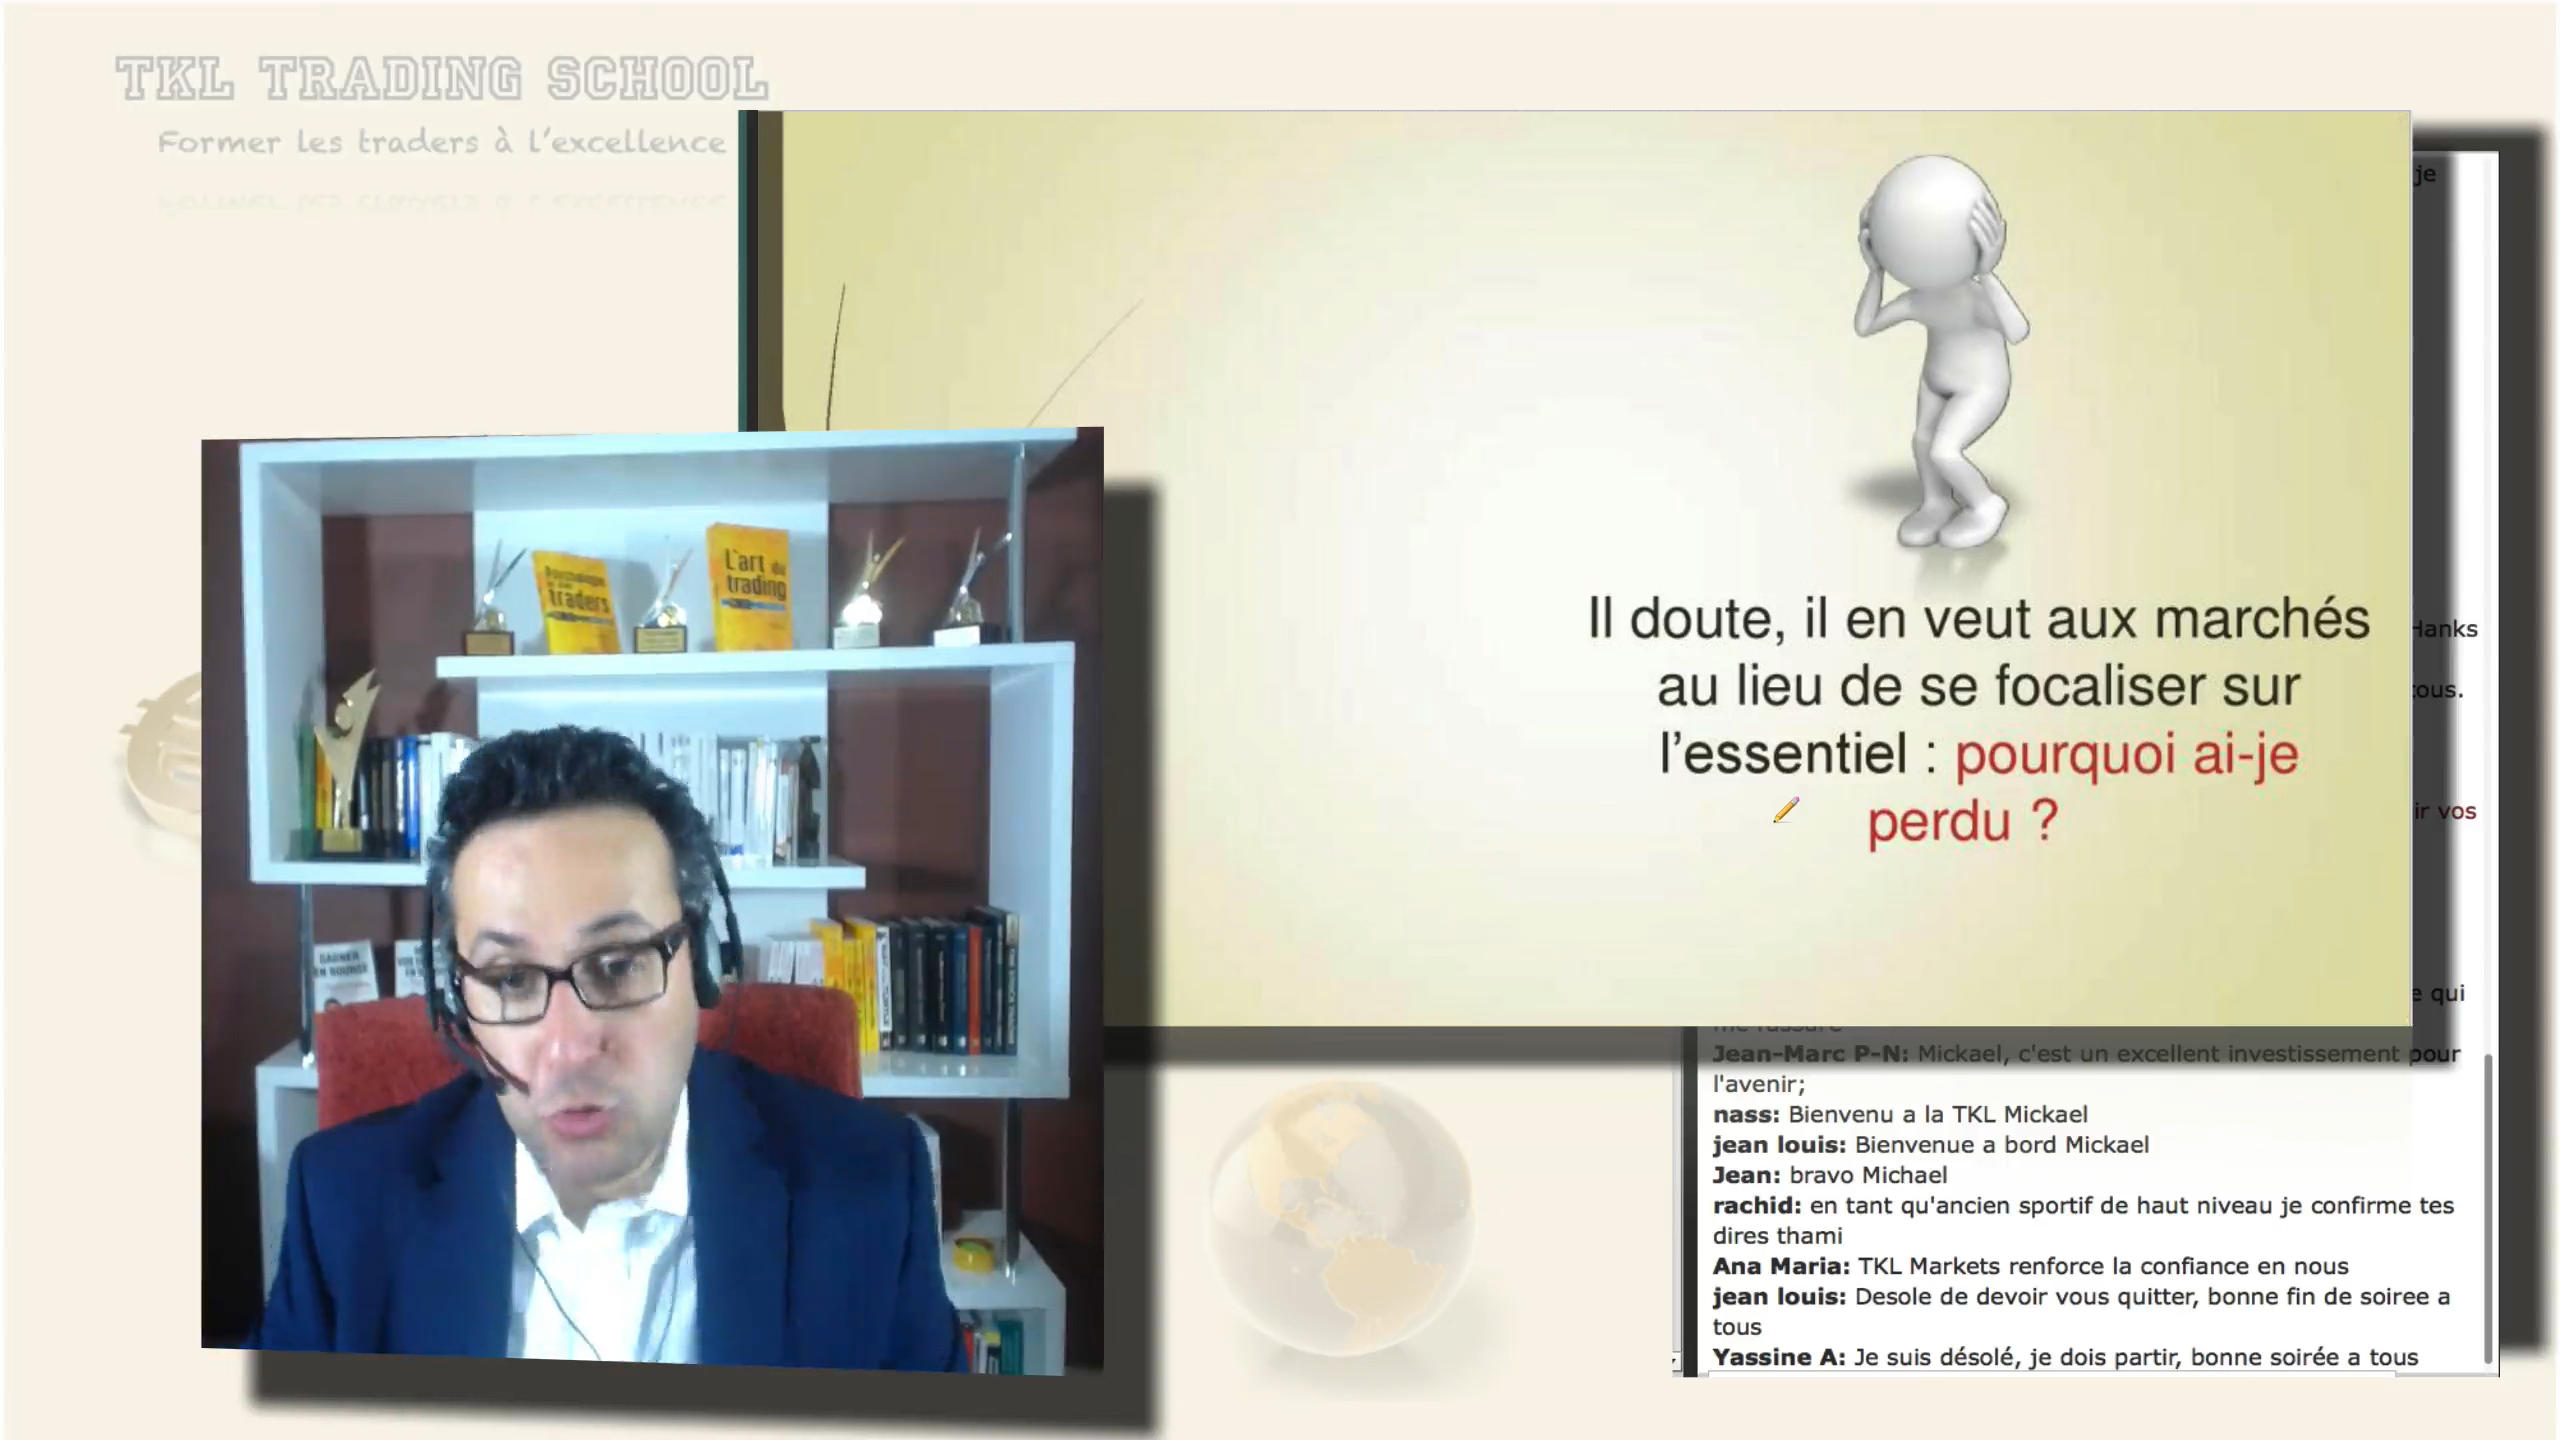 TKL TRADING SCHOOL
Former les traders à l'excellence
Il doute, il en veut aux marchés
au lieu de se focaliser sur
l'essentiel : pourquoi ai-je
perdu ?
Psychologie
traders
L'art du
trading
GAGNER
EN BOURSE
je
Hanks
tous.
ir vos
e qui
me rassure
Jean-Marc P-N: Mickael, c'est un excellent investissement pour
l'avenir;
nass: Bienvenu a la TKL Mickael
jean louis: Bienvenue a bord Mickael
Jean: bravo Michael
rachid: en tant qu'ancien sportif de haut niveau je confirme tes
dires thami
Ana Maria: TKL Markets renforce la confiance en nous
jean louis: Desole de devoir vous quitter, bonne fin de soiree a
tous
Yassine A: Je suis désolé, je dois partir, bonne soirée a tous